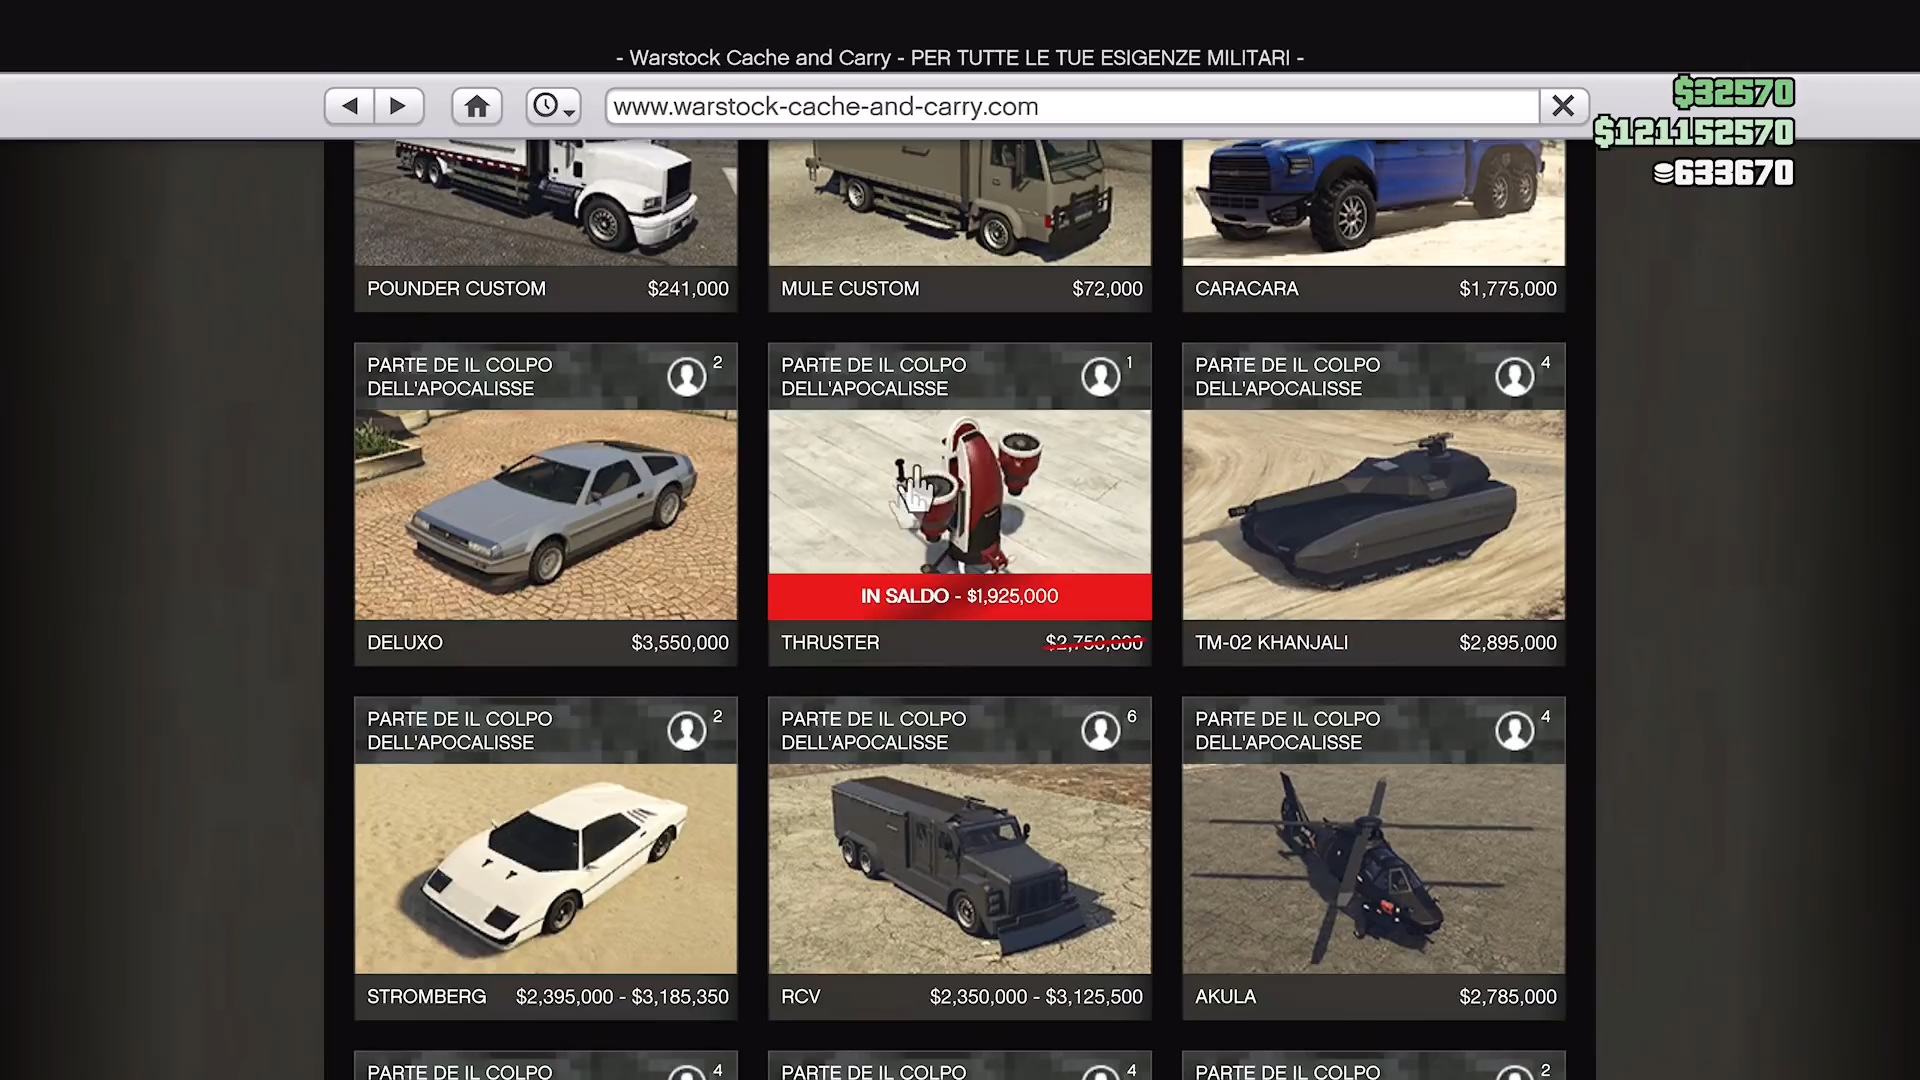 - Warstock Cache and Carry - PER TUTTE LE TUE ESIGENZE MILITARI -
www.warstock-cache-and-carry.com
$32570
$121152570
633670
POUNDER CUSTOM $241,000
MULE CUSTOM $72,000
CARACARA $1,775,000
PARTE DE IL COLPO
DELL'APOCALISSE
2
DELUXO $3,550,000
PARTE DE IL COLPO
DELL'APOCALISSE
1
IN SALDO - $1,925,000
THRUSTER $2,750,000
PARTE DE IL COLPO
DELL'APOCALISSE
4
TM-02 KHANJALI $2,895,000
PARTE DE IL COLPO
DELL'APOCALISSE
2
STROMBERG $2,395,000 - $3,185,350
PARTE DE IL COLPO
DELL'APOCALISSE
6
RCV $2,350,000 - $3,125,500
PARTE DE IL COLPO
DELL'APOCALISSE
4
AKULA $2,785,000
PARTE DE IL COLPO 4
PARTE DE IL COLPO 4
PARTE DE IL COLPO 2